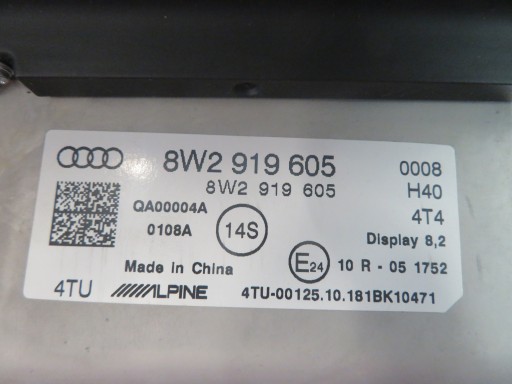 8W2 919 605 0008
8W2 919 605 H40
QA00004A 4T4
0108A 14S Display 8,2
Made in China E24 10 R - 05 1752
4TU ALPINE 4TU-00125.10.181BK10471